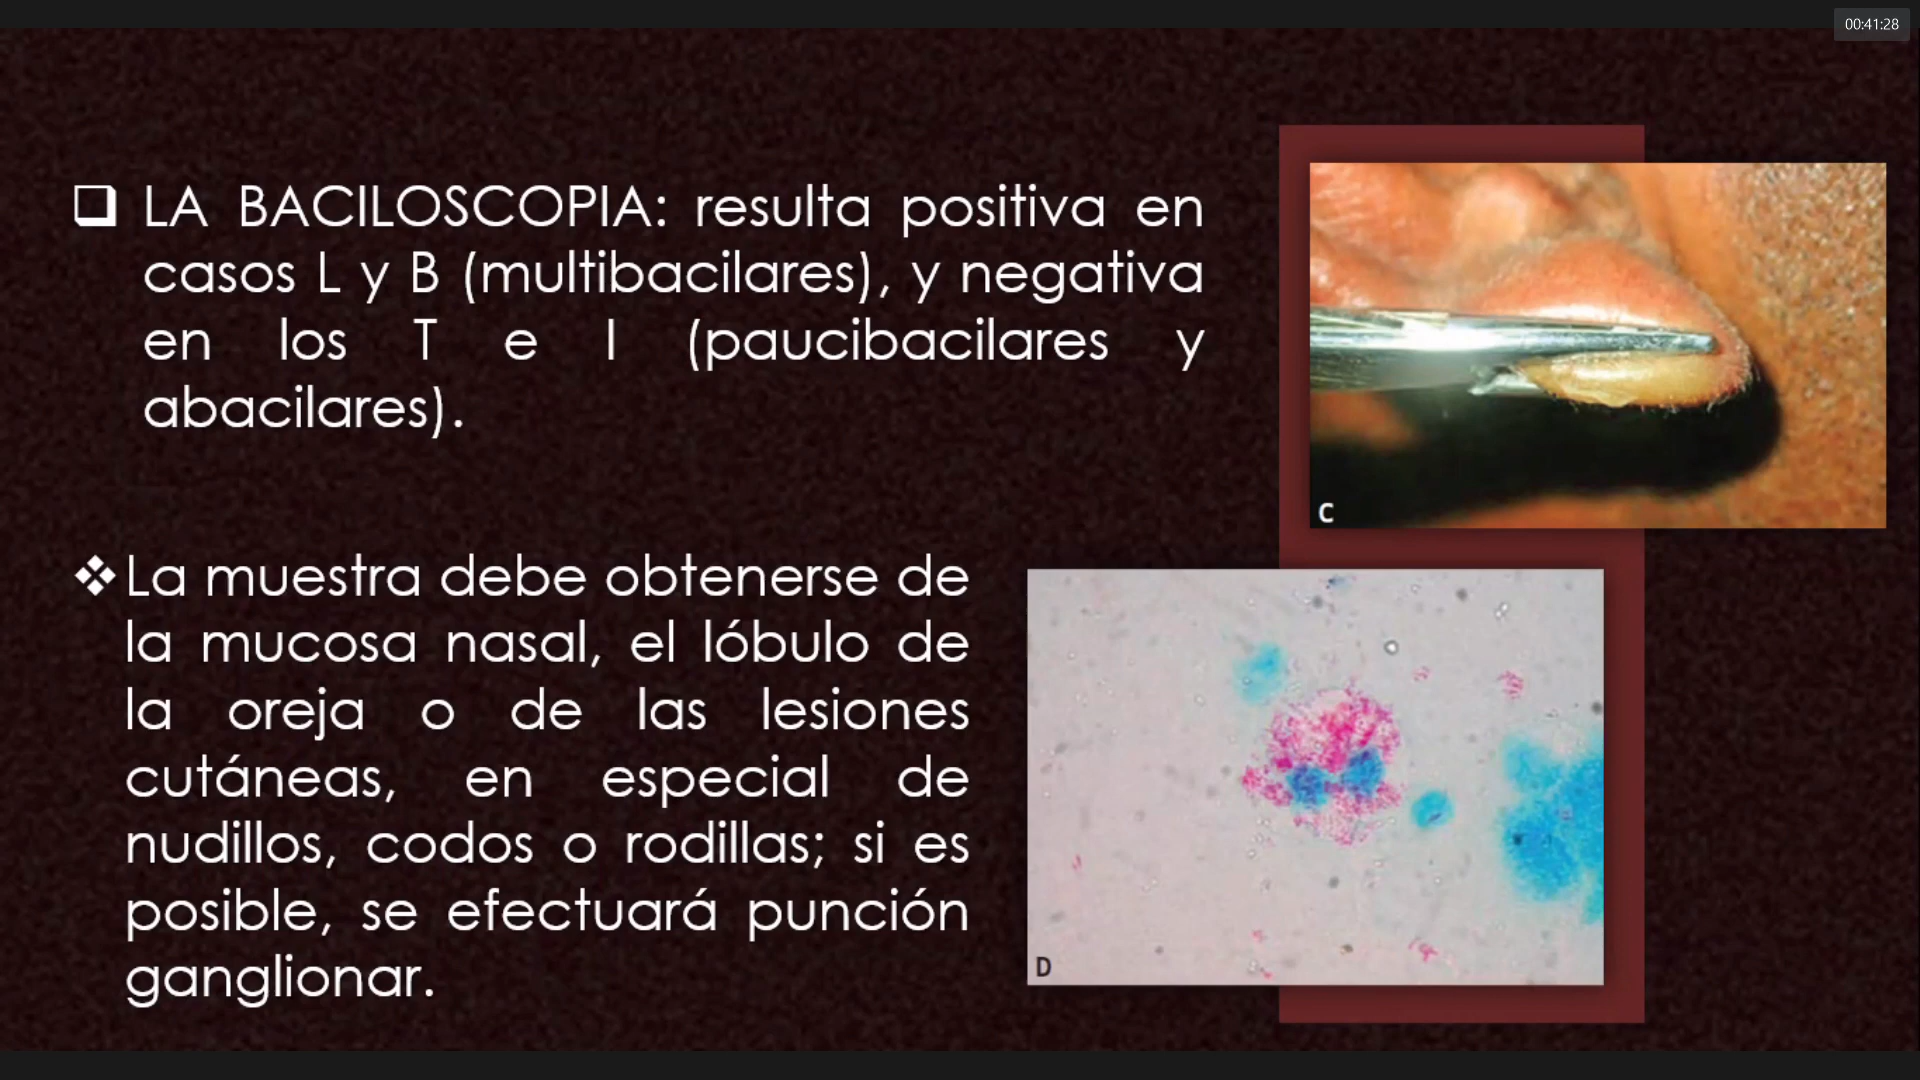 00:41:28
LA BACILOSCOPIA: resulta positiva en
casos L y B (multibacilares), y negativa
en los T e I (paucibacilares y
abacilares).
La muestra debe obtenerse de
la mucosa nasal, el lóbulo de
la oreja o de las lesiones
cutáneas, en especial de
nudillos, codos o rodillas; si es
posible, se efectuará punción
ganglionar.
C
D